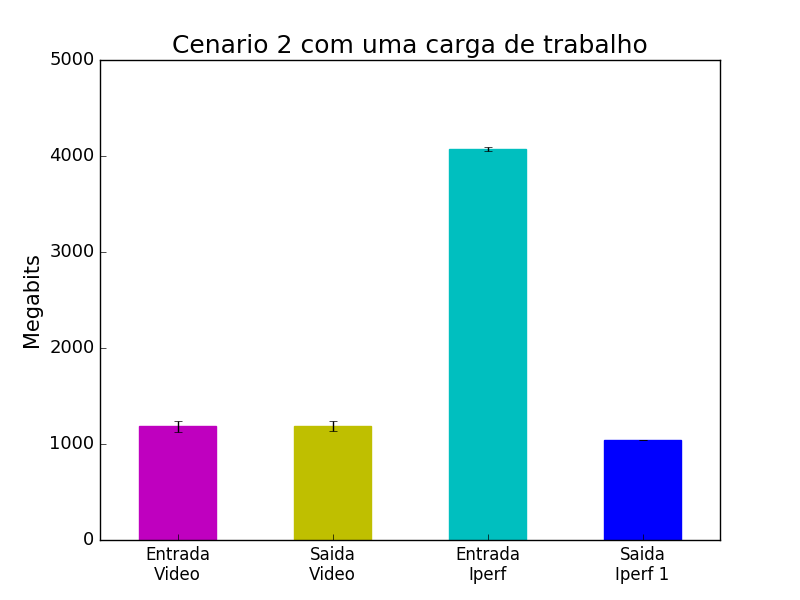 Cenario 2 com uma carga de trabalho
5000
4000
3000
2000
1000
0
Megabits
Entrada
Video
Saida
Video
Entrada
Iperf
Saida
Iperf 1